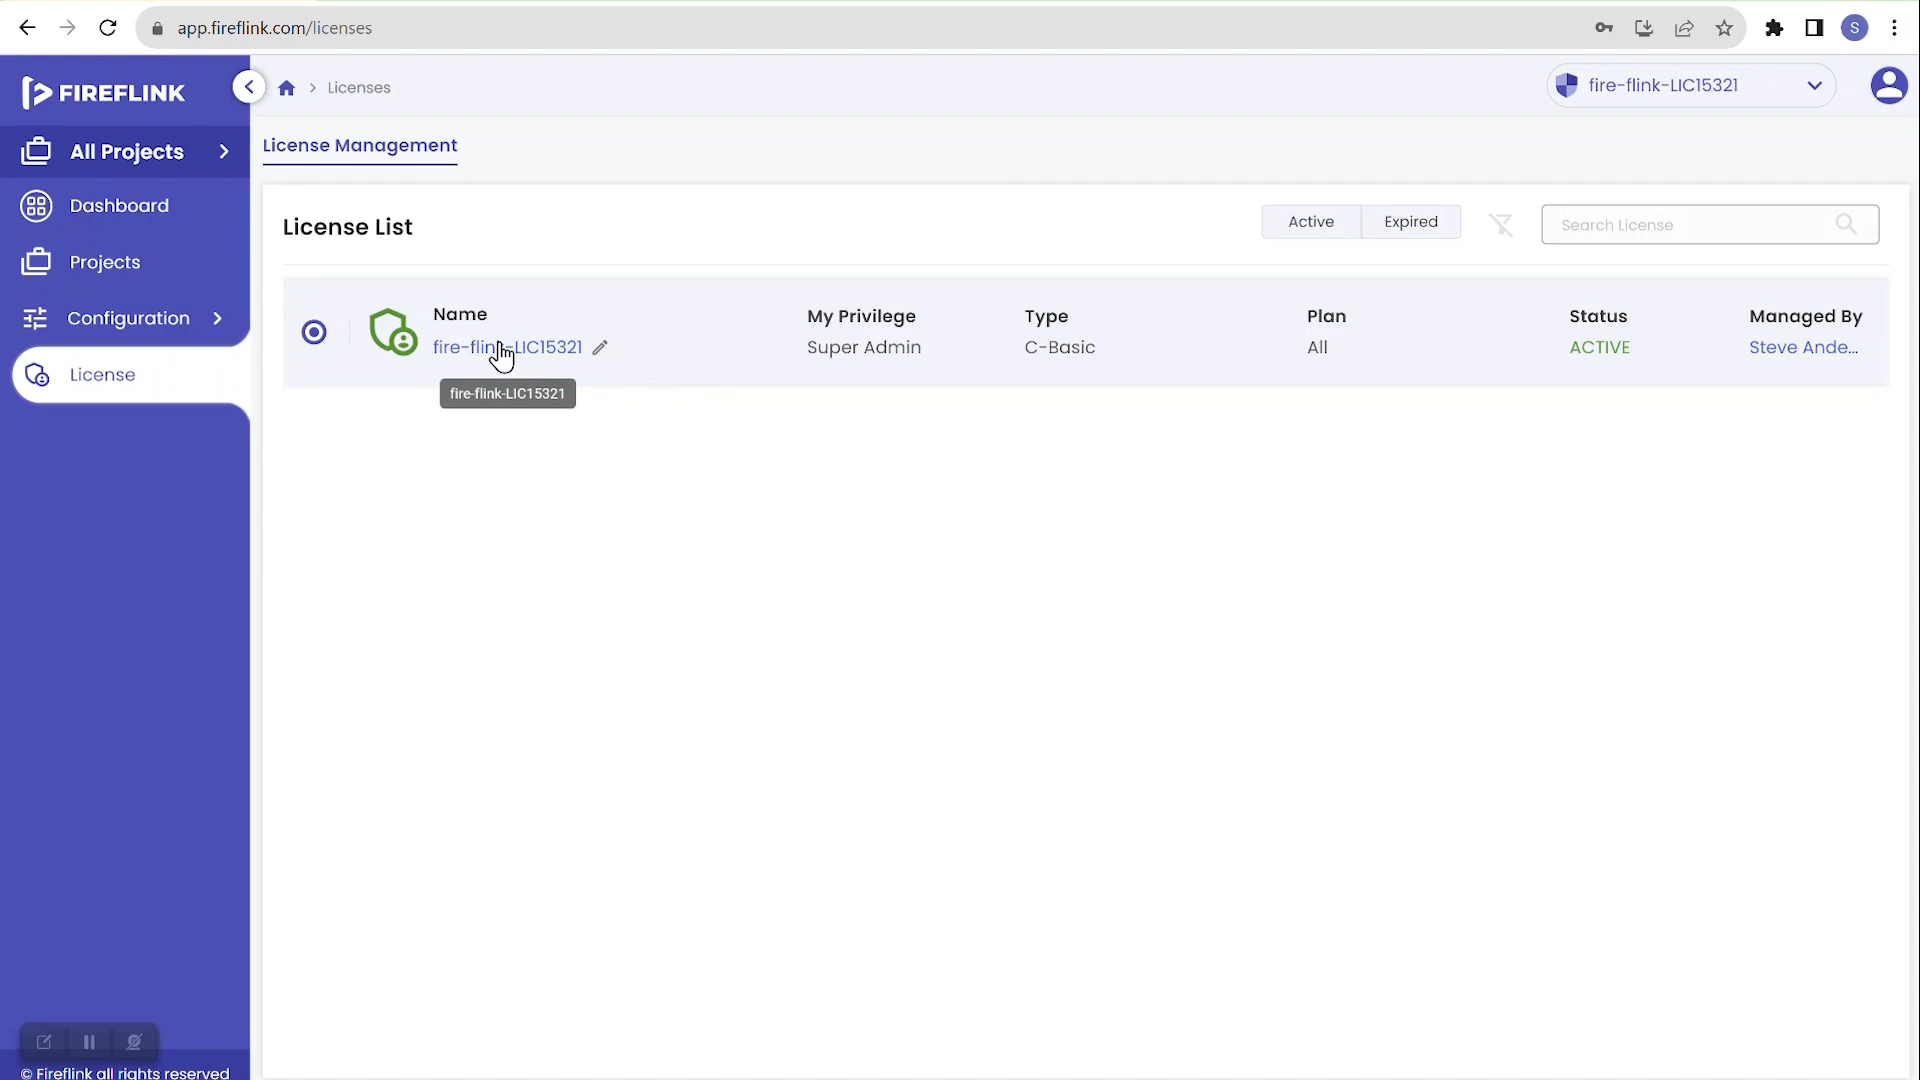 app.fireflink.com/licenses
S
FIREFLINK
Licenses
fire-flink-LIC15321
All Projects
License Management
Dashboard
License List
Active
Expired
Search License
Projects
Configuration
License
Name
My Privilege
Type
Plan
Status
Managed By
fire-flink-LIC15321
Super Admin
C-Basic
All
ACTIVE
Steve Ande...
fire-flink-LIC15321
© Fireflink all rights reserved